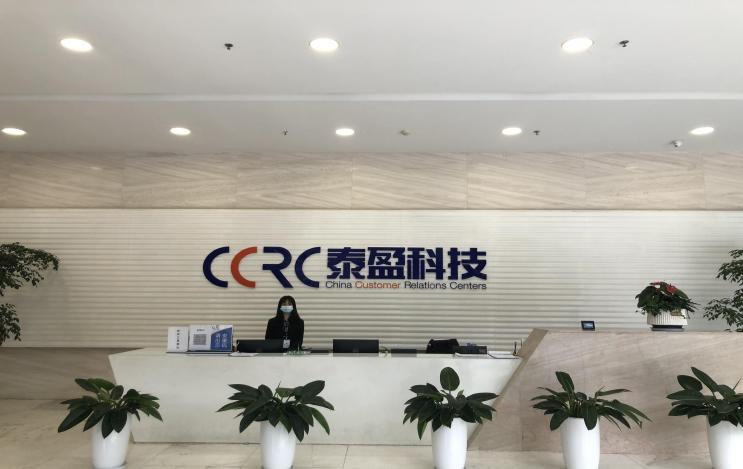 CCRC 泰盈科技
China Customer Relations Centers